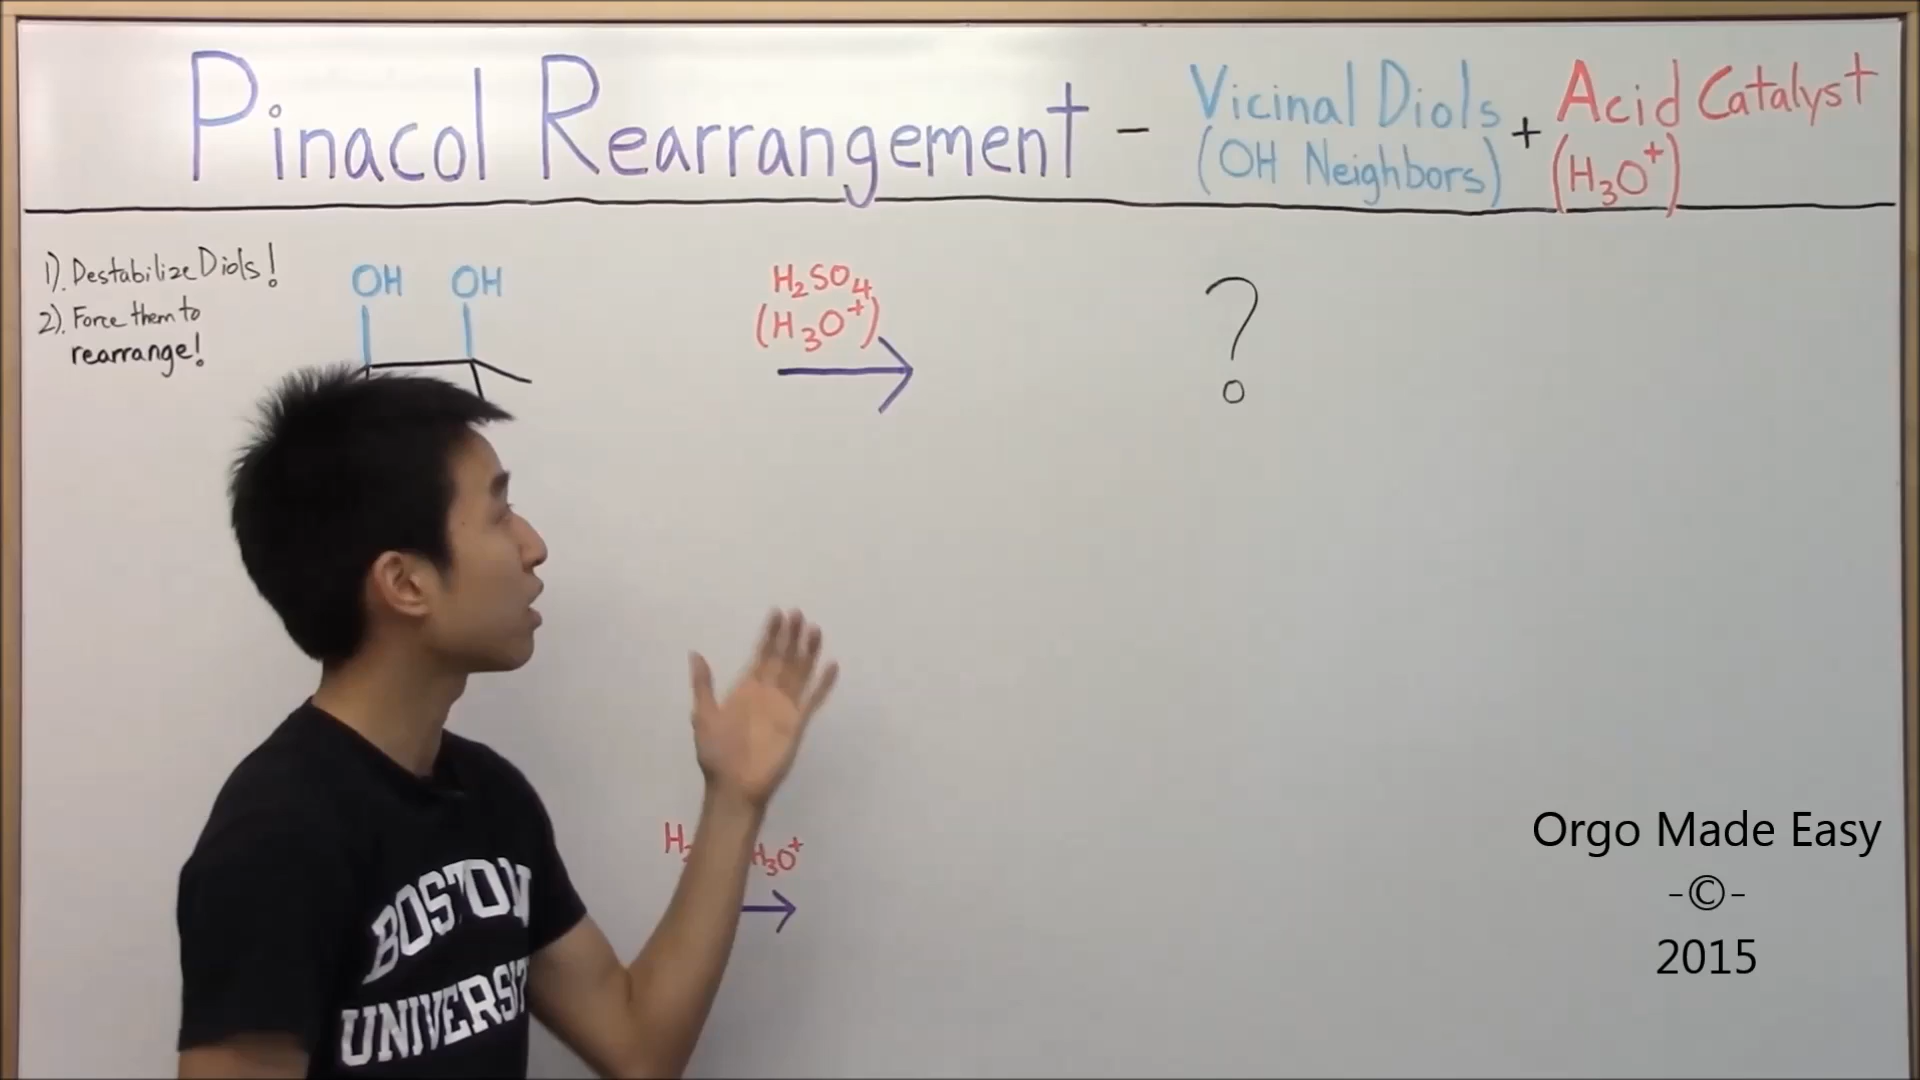 Pinacol Rearrangement - Vicinal Diols + Acid Catalyst
(OH Neighbors) (H₃O⁺)
1). Destabilize Diols!
2). Force them to
rearrange!
OH OH
H₂SO₄
(H₃O⁺)
?
H₃O⁺
BOSTON
UNIVERSIT
Orgo Made Easy
-©-
2015